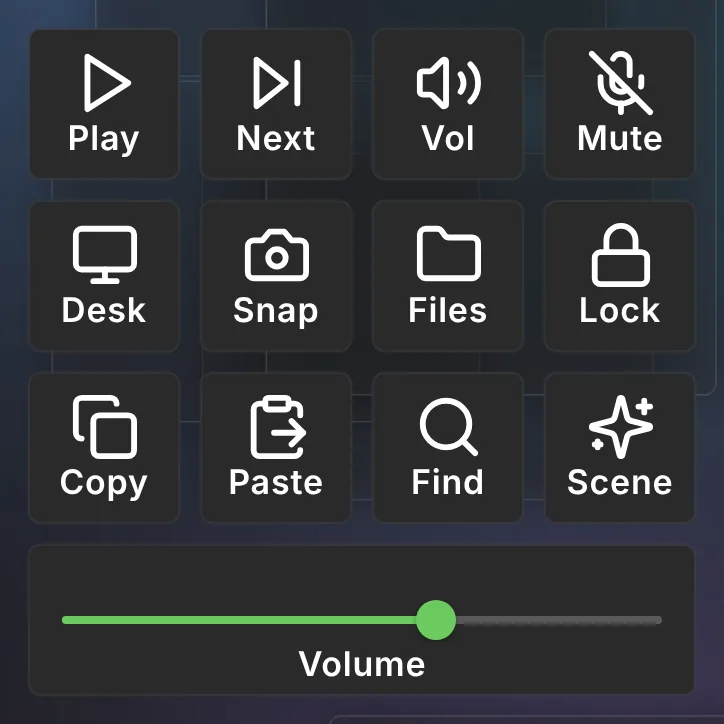 Play
Next
Vol
Mute
Desk
Snap
Files
Lock
Copy
Paste
Find
Scene
Volume